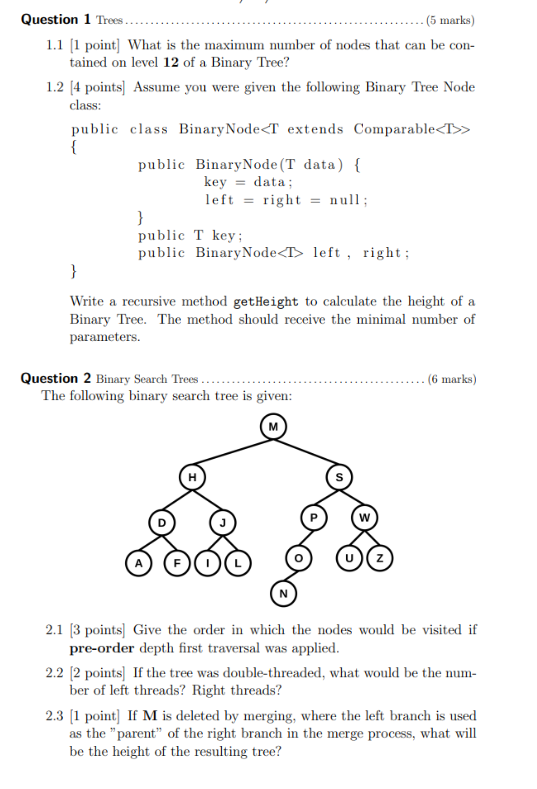 Question 1 Trees ........................................................ (5 marks)
1.1 [1 point] What is the maximum number of nodes that can be con-
tained on level 12 of a Binary Tree?
1.2 [4 points] Assume you were given the following Binary Tree Node
class:
public class BinaryNode<T extends Comparable<T>>
{
public BinaryNode(T data) {
key = data;
left = right = null;
}
public T key;
public BinaryNode<T> left, right;
}
Write a recursive method getHeight to calculate the height of a
Binary Tree. The method should receive the minimal number of
parameters.
Question 2 Binary Search Trees ........................................ (6 marks)
The following binary search tree is given:
M
H S
D J P W
A F I L O U Z
N
2.1 [3 points] Give the order in which the nodes would be visited if
pre-order depth first traversal was applied.
2.2 [2 points] If the tree was double-threaded, what would be the num-
ber of left threads? Right threads?
2.3 [1 point] If M is deleted by merging, where the left branch is used
as the "parent" of the right branch in the merge process, what will
be the height of the resulting tree?